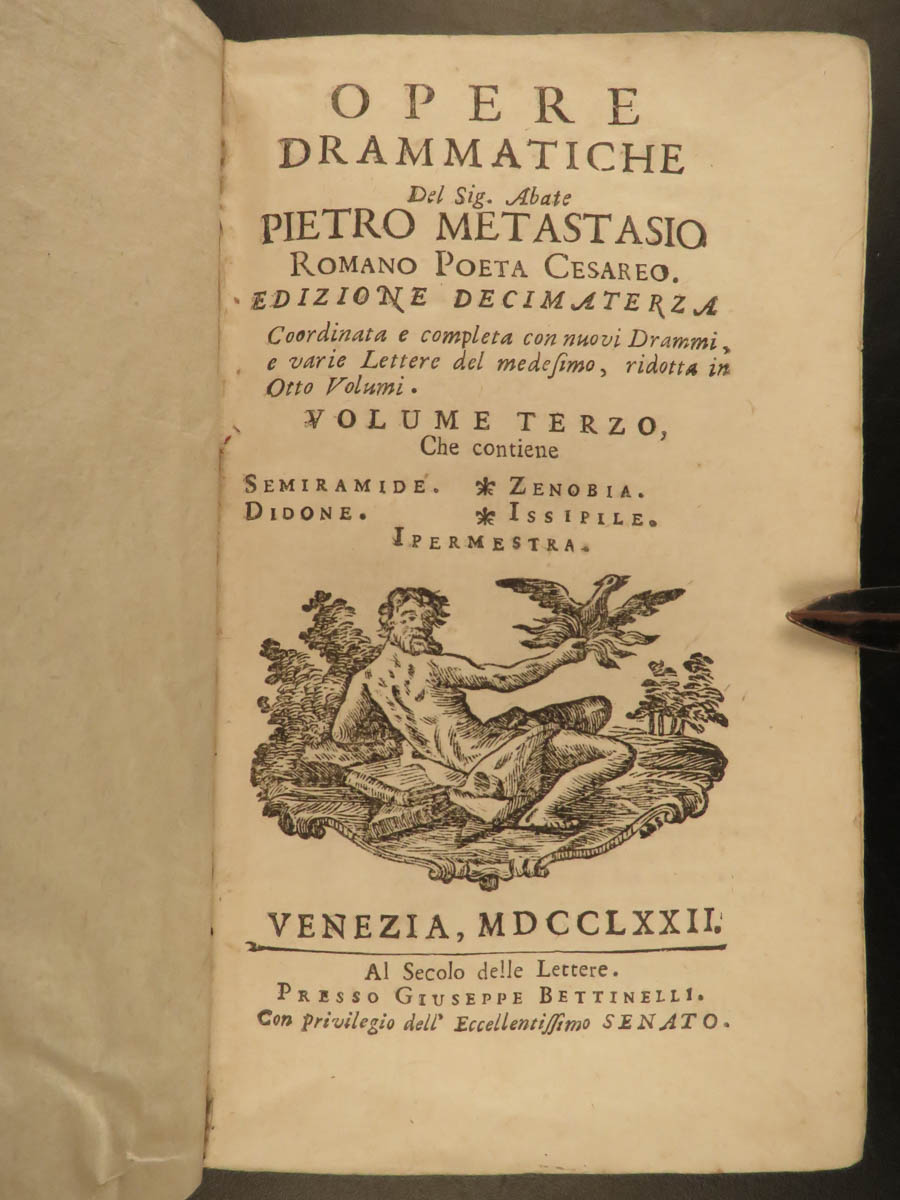 OPERE
DRAMMATICHE
Del Sig. Abate
PIETRO METASTASIO
ROMANO POETA CESAREO.
EDIZIONE DECIMATERZA
Coordinata e completa con nuovi Drammi,
e varie Lettere del medeſimo, ridotta in
Otto Volumi.
VOLUME TERZO,
Che contiene
SEMIRAMIDE. * ZENOBIA.
DIDONE. * ISSIPILE.
IPERMESTRA.
VENEZIA, MDCCLXXII.
Al Secolo delle Lettere.
PRESSO GIUSEPPE BETTINELLI.
Con privilegio dell' Eccellentiſſimo SENATO.